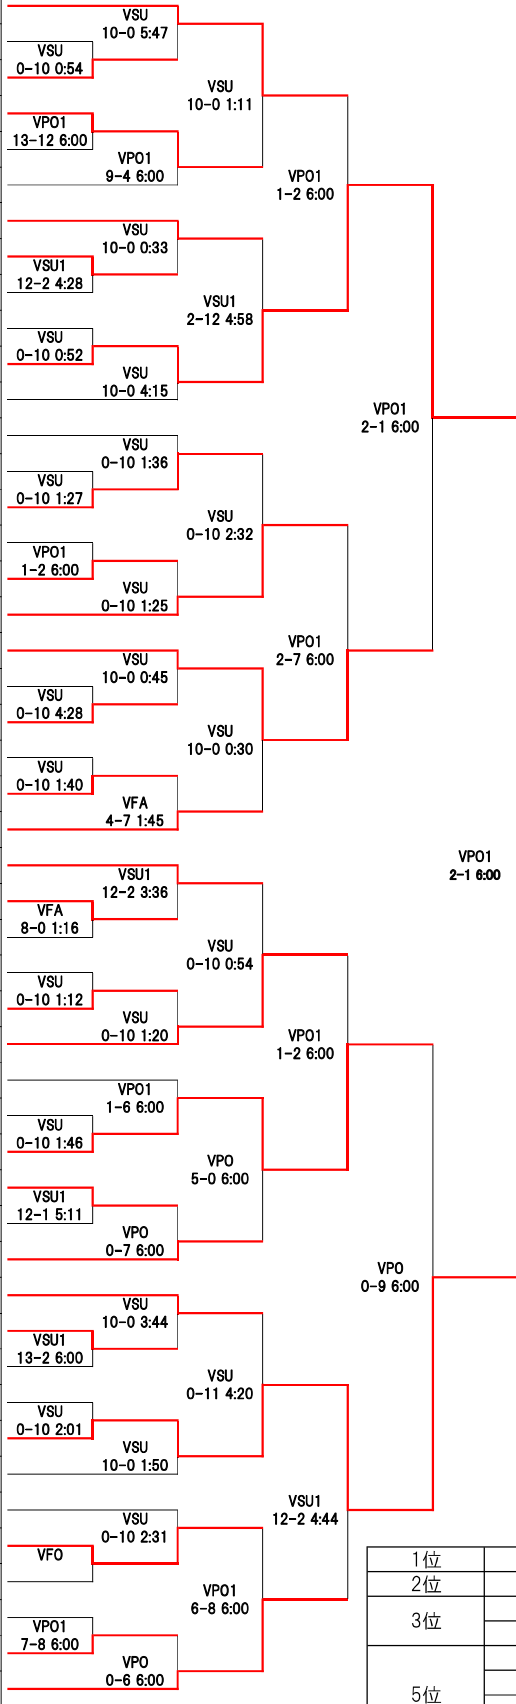 VSU
10-0 5:47
VSU
0-10 0:54
VSU
10-0 1:11
VPO1
13-12 6:00
VPO1
9-4 6:00
VPO1
1-2 6:00
VSU
10-0 0:33
VSU1
12-2 4:28
VSU1
2-12 4:58
VSU
0-10 0:52
VSU
10-0 4:15
VPO1
2-1 6:00
VSU
0-10 1:36
VSU
0-10 1:27
VSU
0-10 2:32
VPO1
1-2 6:00
VSU
0-10 1:25
VPO1
2-7 6:00
VSU
10-0 0:45
VSU
0-10 4:28
VSU
10-0 0:30
VSU
0-10 1:40
VFA
4-7 1:45
VPO1
2-1 6:00
VSU1
12-2 3:36
VFA
8-0 1:16
VSU
0-10 0:54
VSU
0-10 1:12
VSU
0-10 1:20
VPO1
1-2 6:00
VPO1
1-6 6:00
VSU
0-10 1:46
VPO
5-0 6:00
VSU1
12-1 5:11
VPO
0-7 6:00
VPO
0-9 6:00
VSU
10-0 3:44
VSU1
13-2 6:00
VSU
0-11 4:20
VSU
0-10 2:01
VSU
10-0 1:50
VSU1
12-2 4:44
VSU
0-10 2:31
VFO
VPO1
6-8 6:00
VPO1
7-8 6:00
VPO
0-6 6:00
1位
2位
3位
5位